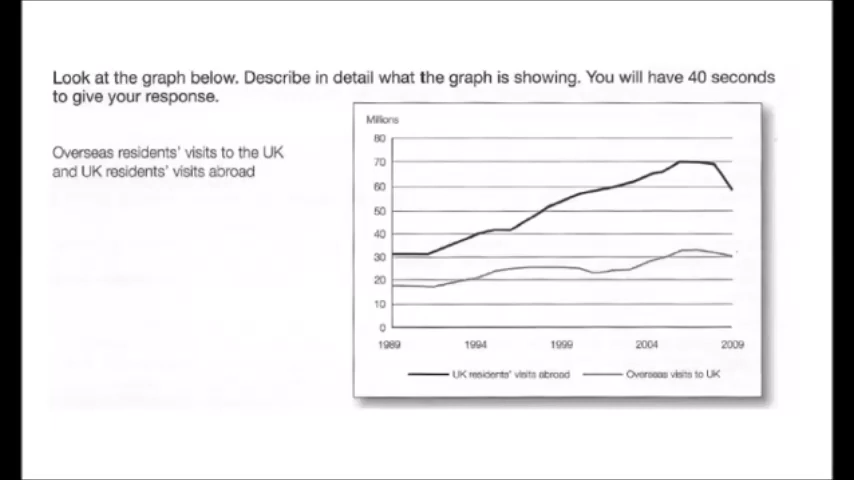 Look at the graph below. Describe in detail what the graph is showing. You will have 40 seconds
to give your response.
Overseas residents' visits to the UK
and UK residents' visits abroad
Millions
80
70
60
50
40
30
20
10
0
1989 1994 1999 2004 2009
UK residents' visits abroad Overseas visits to UK